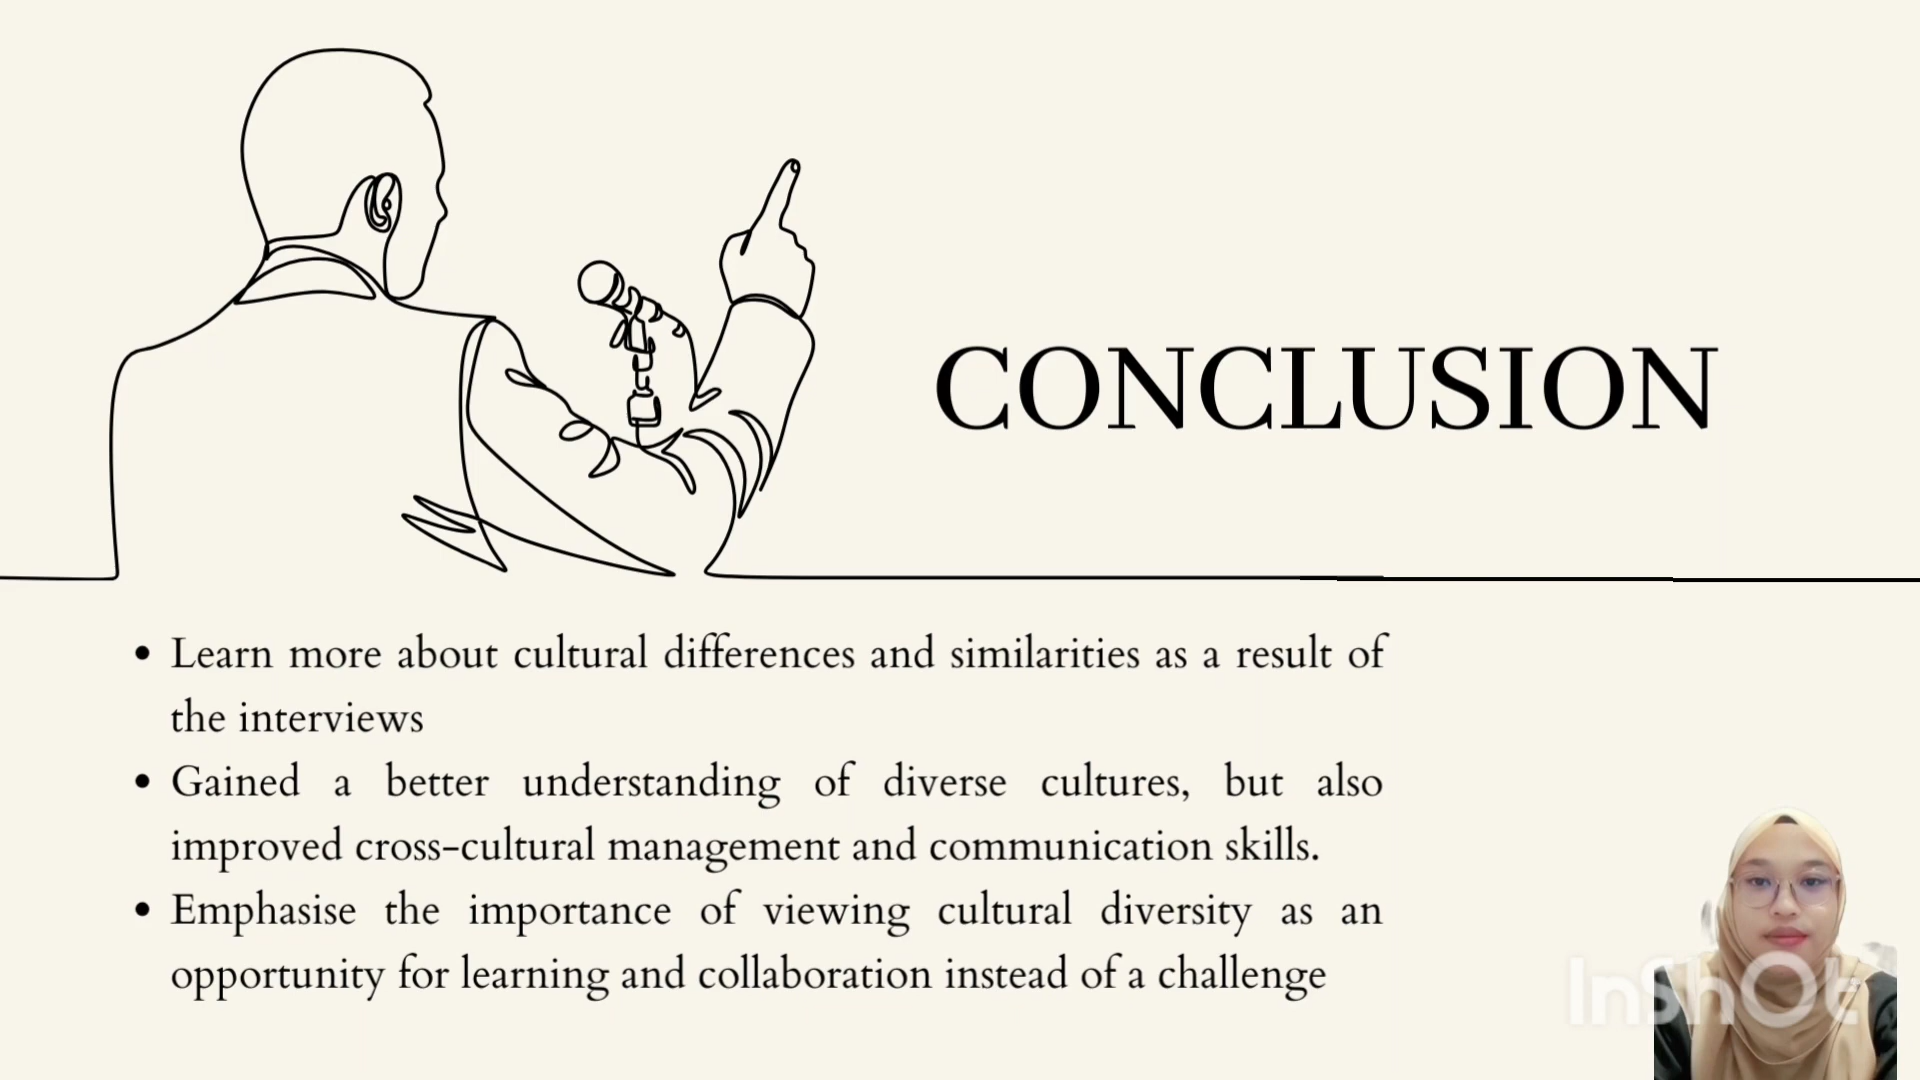 CONCLUSION
• Learn more about cultural differences and similarities as a result of
the interviews
• Gained a better understanding of diverse cultures, but also
improved cross-cultural management and communication skills.
• Emphasise the importance of viewing cultural diversity as an
opportunity for learning and collaboration instead of a challenge
InShOt